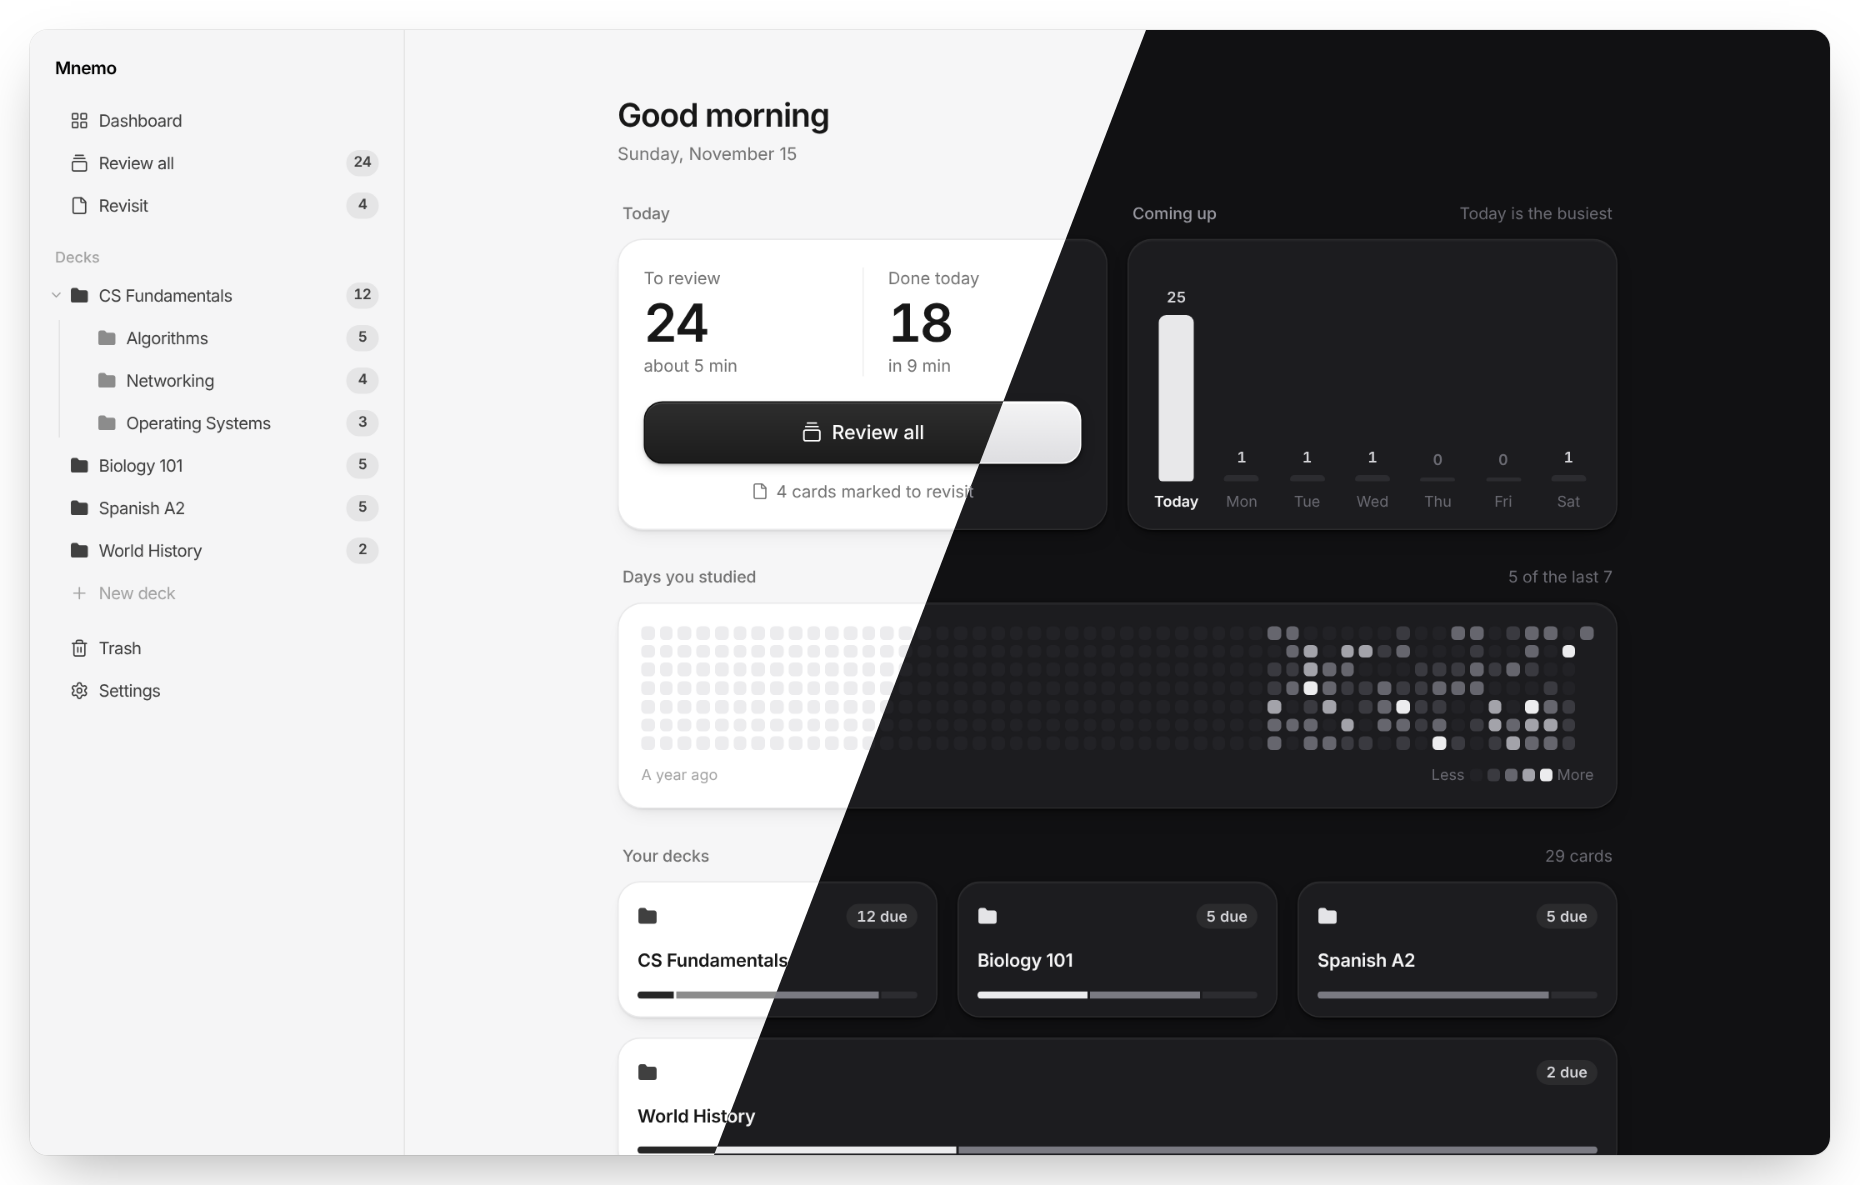 Mnemo
Dashboard
Review all 24
Revisit 4
Decks
CS Fundamentals 12
Algorithms 5
Networking 4
Operating Systems 3
Biology 101 5
Spanish A2 5
World History 2
New deck
Trash
Settings
Good morning
Sunday, November 15
Today
To review
24
about 5 min
Done today
18
in 9 min
Review all
4 cards marked to revisit
Coming up Today is the busiest
25 1 1 1 0 0 1
Today Mon Tue Wed Thu Fri Sat
Days you studied 5 of the last 7
A year ago Less More
Your decks 29 cards
12 due
CS Fundamentals
5 due
Biology 101
5 due
Spanish A2
2 due
World History